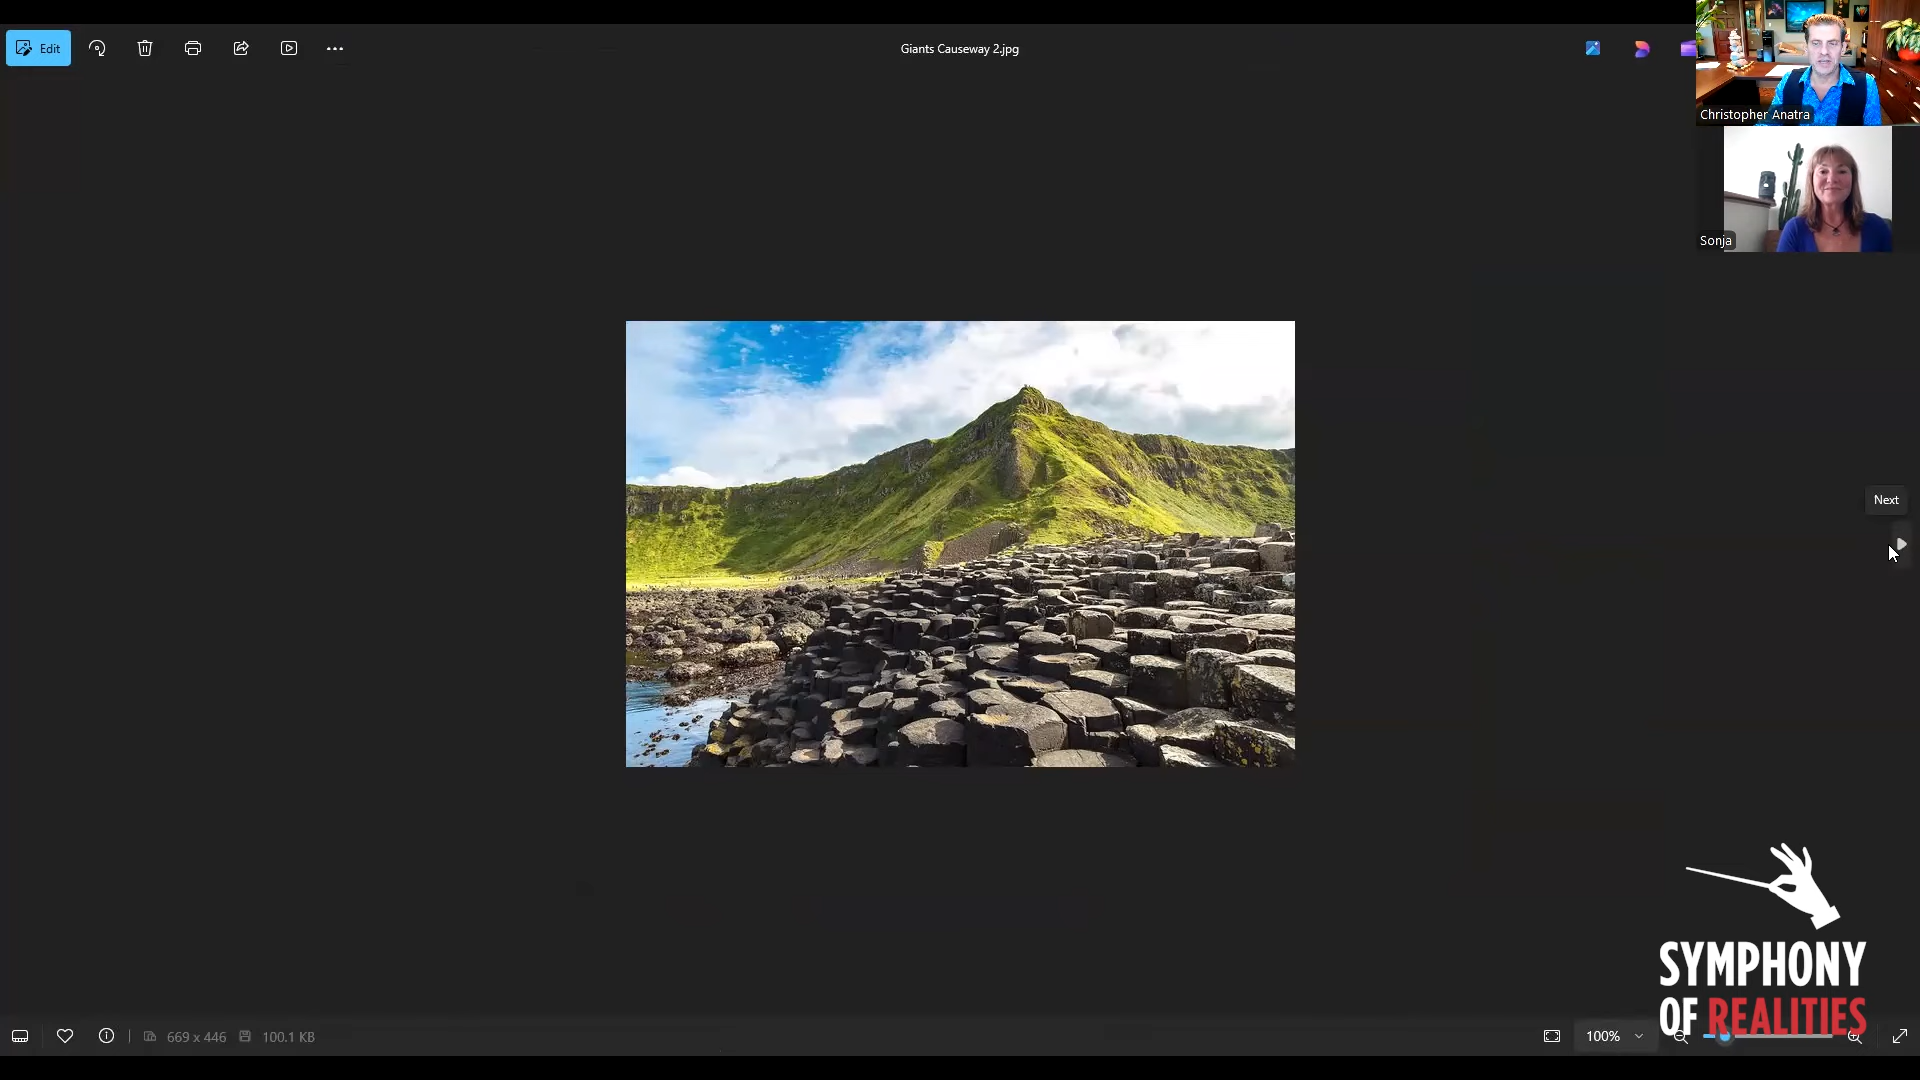 Edit
Giants Causeway 2.jpg
Christopher Anatra
Sonja
Next
SYMPHONY
OF REALITIES
669 x 446
100.1 KB
100%